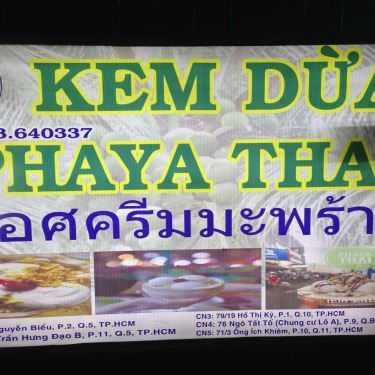 KEM DỪA
3.640337
PHAYA THA
อศครีมมะพร้า
THAI
guyễn Biểu, P.2, Q.5, TP.HCM
Trần Hưng Đạo B, P.11, Q.5, TP.HCM
CN3: 79/19 Hồ Thị Kỷ, P.1, Q.10, TP.HCM
CN4: 76 Ngô Tất Tố (Chung cư Lô A), P.9, Q.B
CN5: 71/3 Ông Ích Khiêm, P.10, Q.11, TP.HCM